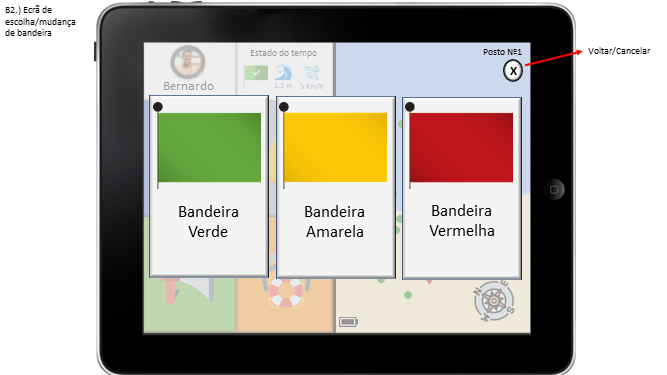 B2.) Ecrã de
escolha/mudança
de bandeira
Voltar/Cancelar
Posto Nº1
X
Bernardo
Estado do tempo
1,2 m
5 Km/h
Bandeira
Verde
Bandeira
Amarela
Bandeira
Vermelha
N
E
S